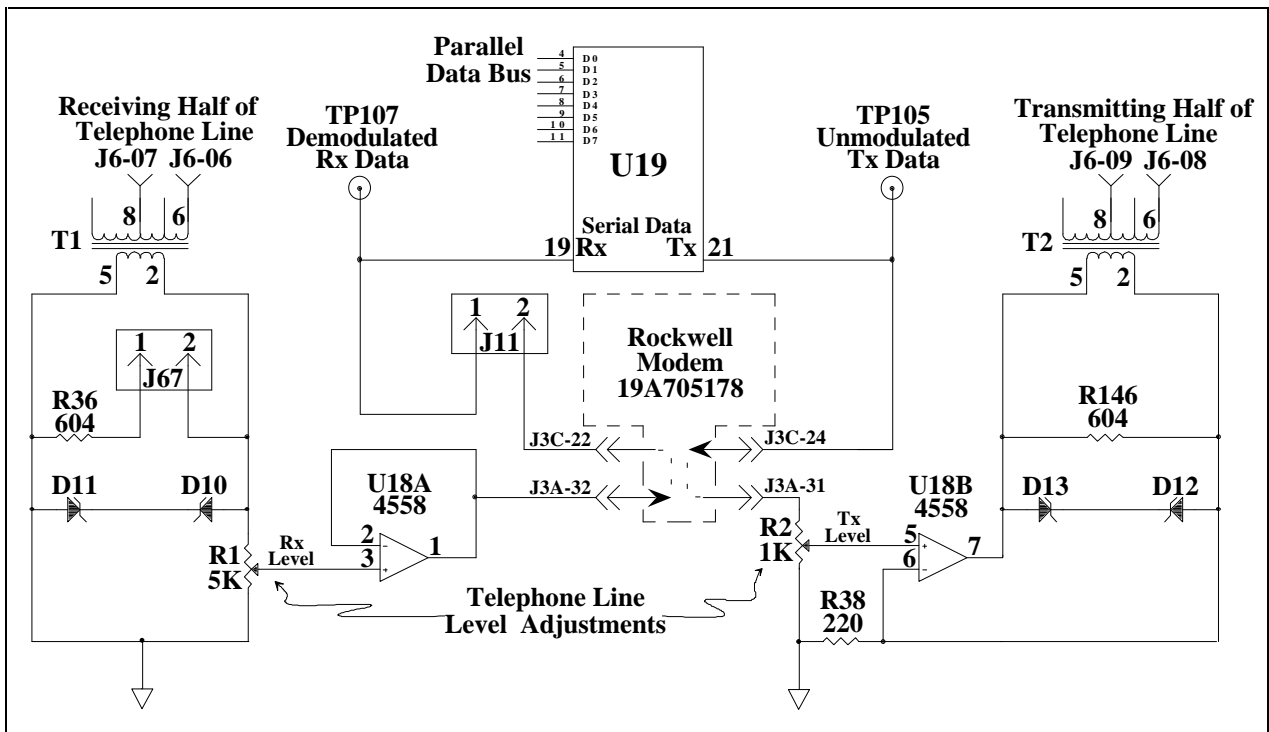 Parallel
Data Bus
4 D0
5 D1
6 D2
7 D3
8 D4
9 D5
10 D6
11 D7
U19
Serial Data
19 Rx
Tx 21
Receiving Half of
Telephone Line
J6-07 J6-06
8 6
T1
5 2
TP107
Demodulated
Rx Data
TP105
Unmodulated
Tx Data
Transmitting Half of
Telephone Line
J6-09 J6-08
8 6
T2
5 2
1 2
J67
R36
604
D11
D10
R1
5K
Rx
Level
1 2
J11
Rockwell
Modem
19A705178
J3C-22
J3C-24
J3A-32
J3A-31
U18A
4558
2 -
3 +
1
R2
1K
Tx
Level
U18B
4558
5 +
6 -
7
R146
604
D13
D12
R38
220
Telephone Line
Level Adjustments